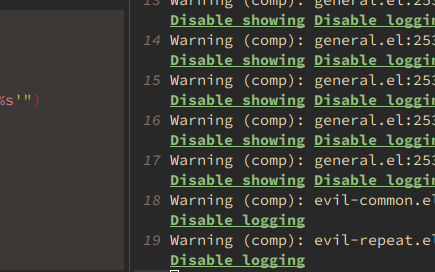 13 Warning (comp): general.el:253
Disable showing Disable logging
14 Warning (comp): general.el:253
Disable showing Disable logging
15 Warning (comp): general.el:253
%s'")
Disable showing Disable logging
16 Warning (comp): general.el:253
Disable showing Disable logging
17 Warning (comp): general.el:253
Disable showing Disable logging
18 Warning (comp): evil-common.el
Disable logging
19 Warning (comp): evil-repeat.el
Disable logging